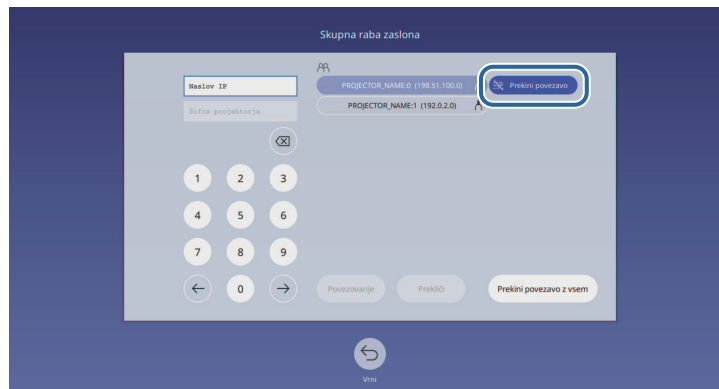 Skupna raba zaslona
Naslov IP
Šifra projektorja
PROJECTOR_NAME:0 (198.51.100.0)
Prekini povezavo
PROJECTOR_NAME:1 (192.0.2.0)
1 2 3
4 5 6
7 8 9
0
Povezovanje
Prekliči
Prekini povezavo z vsem
Vrni